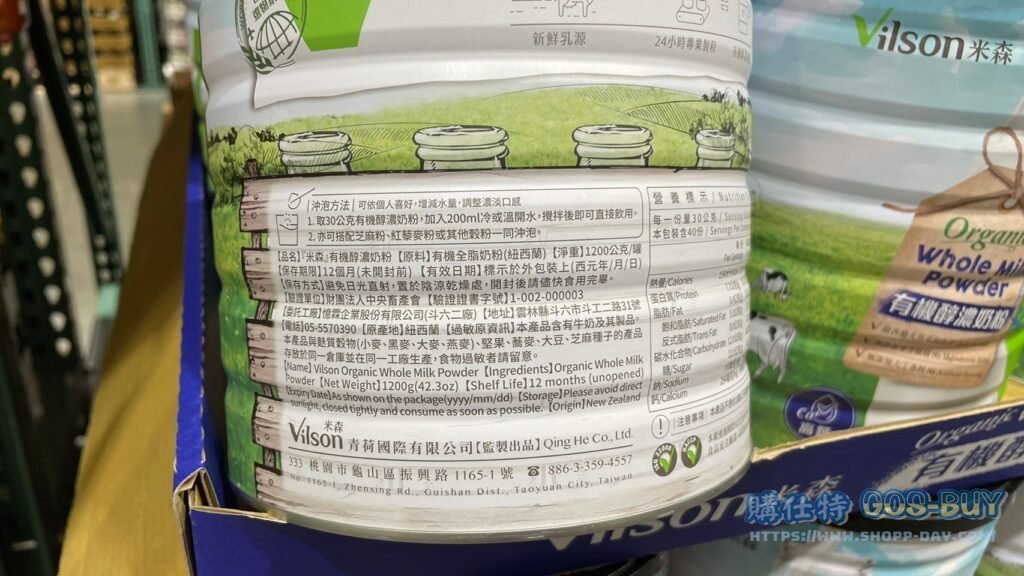 新鮮乳源
24小時專業製程
沖泡方法｜可依個人喜好，增減水量，調整濃淡口感
1. 取30公克有機醇濃奶粉，加入200ml冷或溫開水，攪拌後即可直接飲用。
2. 亦可搭配芝麻粉、紅藜麥粉或其他穀粉一同沖泡。
【品名】『米森』有機醇濃奶粉【原料】有機全脂奶粉(紐西蘭)【淨重】1200公克/罐
【保存期限】12個月(未開封前)【有效日期】標示於外包裝上(西元年/月/日)
【保存方式】避免日光直射，置於陰涼乾燥處，開封後請儘快食用完畢。
【驗證單位】財團法人中央畜產會【驗證證書字號】1-002-000003
【委託工廠】憶霖企業股份有限公司(斗六二廠)【地址】雲林縣斗六市斗工二路31號
【電話】05-5570390【原產地】紐西蘭【過敏原資訊】本產品含有牛奶及其製品。
本產品與麩質穀物(小麥、黑麥、大麥、燕麥)、堅果、蕎麥、大豆、芝麻種子的產品
存放於同一倉庫並在同一工廠生產，食物過敏者請留意。
【Name】Vilson Organic Whole Milk Powder【Ingredients】Organic Whole Milk
Powder【Net Weight】1200g(42.3oz)【Shelf Life】12 months (unopened)
【Expiry Date】As shown on the package(yyyy/mm/dd)【Storage】Please avoid direct
sunlight, closed tightly and consume as soon as possible.【Origin】New Zealand
米森
Vilson 青荷國際有限公司【監製出品】Qing He Co., Ltd.
333 桃園市龜山區振興路1165-1號 ☎ 886-3-359-4557
No. 1165-1, Zhenxing Rd., Guishan Dist., Taoyuan City, Taiwan
營養標示 Nutrition
每一份量30公克/Serving
本包裝含40份/Servings Per
熱量/Calories
蛋白質/Protein
脂肪/Fat
飽和脂肪/Saturated Fat
反式脂肪/Trans Fat
碳水化合物/Carbohydrate
糖/Sugar
鈉/Sodium
鈣/Calcium
注意事項
Vilson 米森
Organic
Whole Milk
Powder
有機醇濃奶粉
高鈣
Organic
有機醇
Vilson 米森
購仕特 GOS-BUY
HTTPS://WWW.SHOPP-DAY.COM/